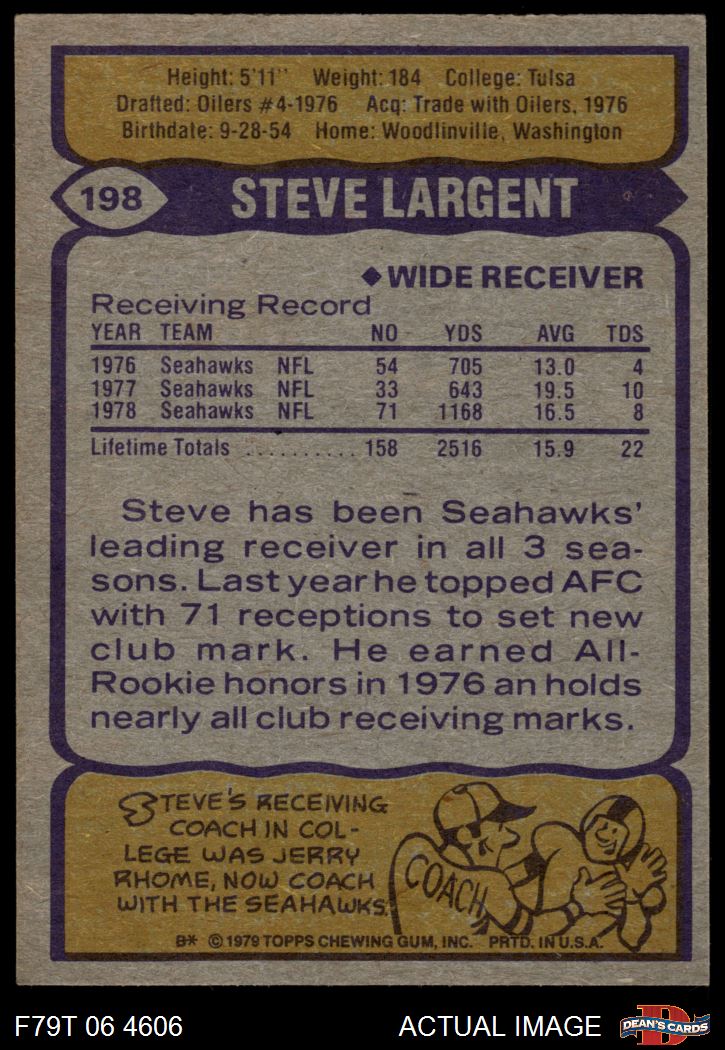 Height: 5'11" Weight: 184 College: Tulsa
Drafted: Oilers #4-1976 Acq: Trade with Oilers, 1976
Birthdate: 9-28-54 Home: Woodlinville, Washington
198 STEVE LARGENT
◆WIDE RECEIVER
Receiving Record
YEAR TEAM NO YDS AVG TDS
1976 Seahawks NFL 54 705 13.0 4
1977 Seahawks NFL 33 643 19.5 10
1978 Seahawks NFL 71 1168 16.5 8
Lifetime Totals .......... 158 2516 15.9 22
Steve has been Seahawks'
leading receiver in all 3 sea-
sons. Last year he topped AFC
with 71 receptions to set new
club mark. He earned All-
Rookie honors in 1976 an holds
nearly all club receiving marks.
STEVE'S RECEIVING
COACH IN COL-
LEGE WAS JERRY
RHOME, NOW COACH
WITH THE SEAHAWKS.
COACH
B* © 1979 TOPPS CHEWING GUM, INC. PRTD. IN U.S.A.
F79T 06 4606 ACTUAL IMAGE D DEAN'S CARDS